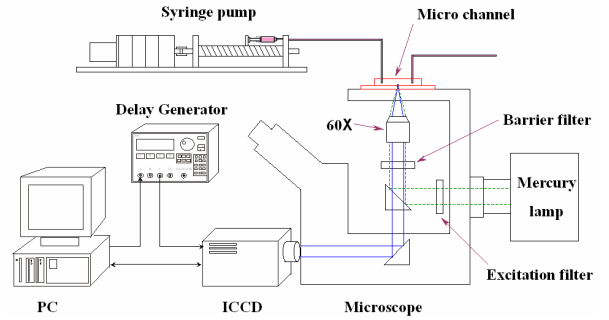 Syringe pump
Micro channel
Delay Generator
60X
Barrier filter
Mercury
lamp
Excitation filter
PC
ICCD
Microscope